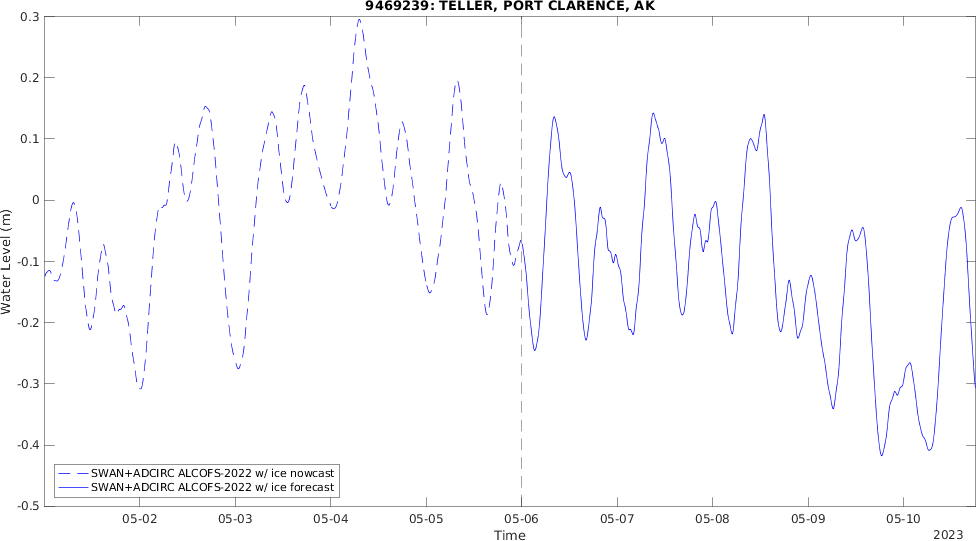 9469239: TELLER, PORT CLARENCE, AK
0.3
0.2
0.1
0
-0.1
-0.2
-0.3
-0.4
-0.5
Water Level (m)
SWAN+ADCIRC ALCOFS-2022 w/ ice nowcast
SWAN+ADCIRC ALCOFS-2022 w/ ice forecast
05-02 05-03 05-04 05-05 05-06 05-07 05-08 05-09 05-10
Time
2023